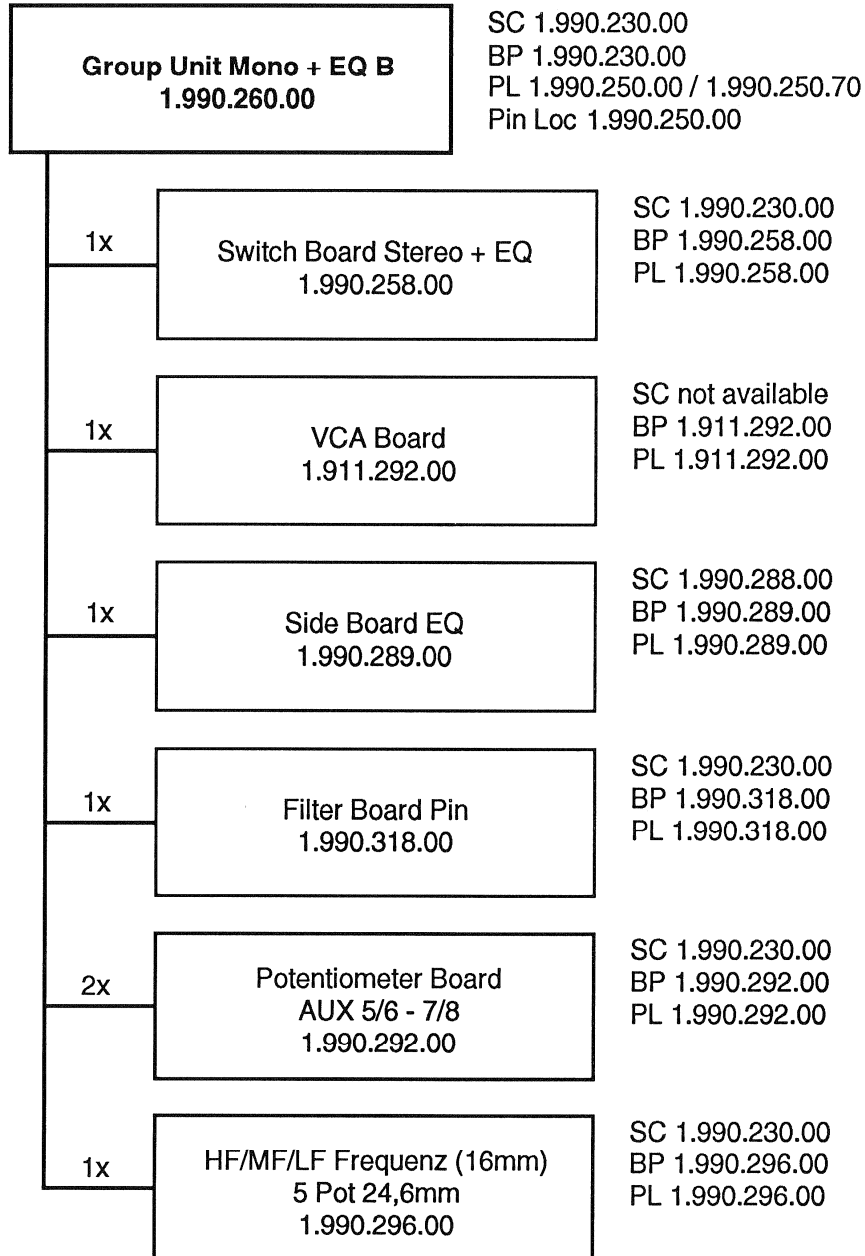 Group Unit Mono + EQ B
1.990.260.00
SC 1.990.230.00
BP 1.990.230.00
PL 1.990.250.00 / 1.990.250.70
Pin Loc 1.990.250.00
1x
Switch Board Stereo + EQ
1.990.258.00
SC 1.990.230.00
BP 1.990.258.00
PL 1.990.258.00
1x
VCA Board
1.911.292.00
SC not available
BP 1.911.292.00
PL 1.911.292.00
1x
Side Board EQ
1.990.289.00
SC 1.990.288.00
BP 1.990.289.00
PL 1.990.289.00
1x
Filter Board Pin
1.990.318.00
SC 1.990.230.00
BP 1.990.318.00
PL 1.990.318.00
2x
Potentiometer Board
AUX 5/6 - 7/8
1.990.292.00
SC 1.990.230.00
BP 1.990.292.00
PL 1.990.292.00
1x
HF/MF/LF Frequenz (16mm)
5 Pot 24,6mm
1.990.296.00
SC 1.990.230.00
BP 1.990.296.00
PL 1.990.296.00